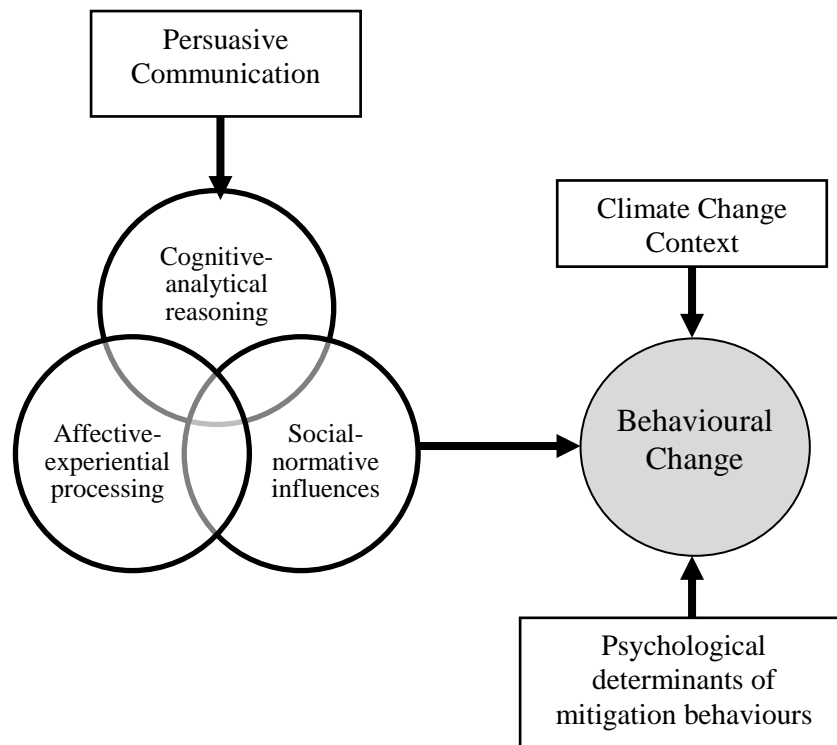 Persuasive
Communication
Cognitive-
analytical
reasoning
Affective-
experiential
processing
Social-
normative
influences
Climate Change
Context
Behavioural
Change
Psychological
determinants of
mitigation behaviours